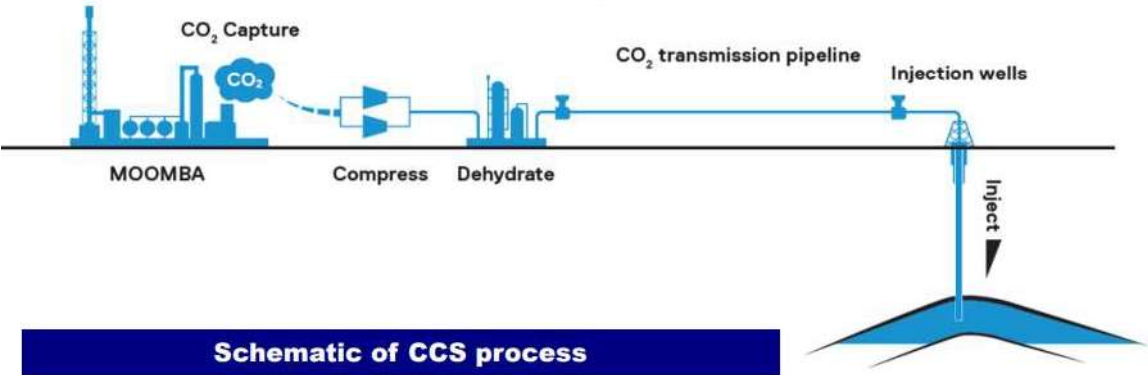 CO₂ Capture
CO₂
CO₂ transmission pipeline
Injection wells
MOOMBA
Compress
Dehydrate
Inject
Schematic of CCS process